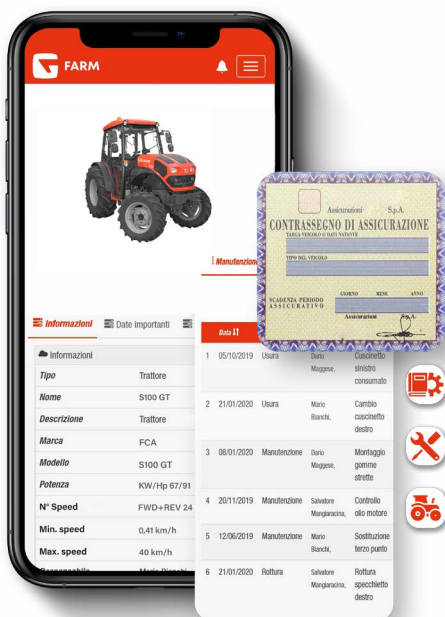 FARM
Assicurazioni S.p.A.
CONTRASSEGNO DI ASSICURAZIONE
TARGA VEICOLO O DATI NATANTE
TIPO DEL VEICOLO
GIORNO MESE ANNO
SCADENZA PERIODO
ASSICURATIVO
Assicurazioni S.p.A.
Manutenzione
Informazioni Date importanti
Informazioni
Tipo Trattore
Nome S100 GT
Descrizione Trattore
Marca FCA
Modello S100 GT
Potenza KW/Hp 67/91
N° Speed FWD+REV 24
Min. speed 0,41 km/h
Max. speed 40 km/h
Responsabile Mario Bianchi
Data
1 05/10/2019 Usura Dario Maggese, Cuscinetto sinistro consumato
2 21/01/2020 Usura Mario Bianchi, Cambio cuscinetto destro
3 08/01/2020 Manutenzione Dario Maggese, Montaggio gomme strette
4 20/11/2019 Manutenzione Salvatore Mangiaracina, Controllo olio motore
5 12/06/2019 Manutenzione Mario Bianchi, Sostituzione terzo punto
6 21/01/2020 Rottura Salvatore Mangiaracina, Rottura specchietto destro